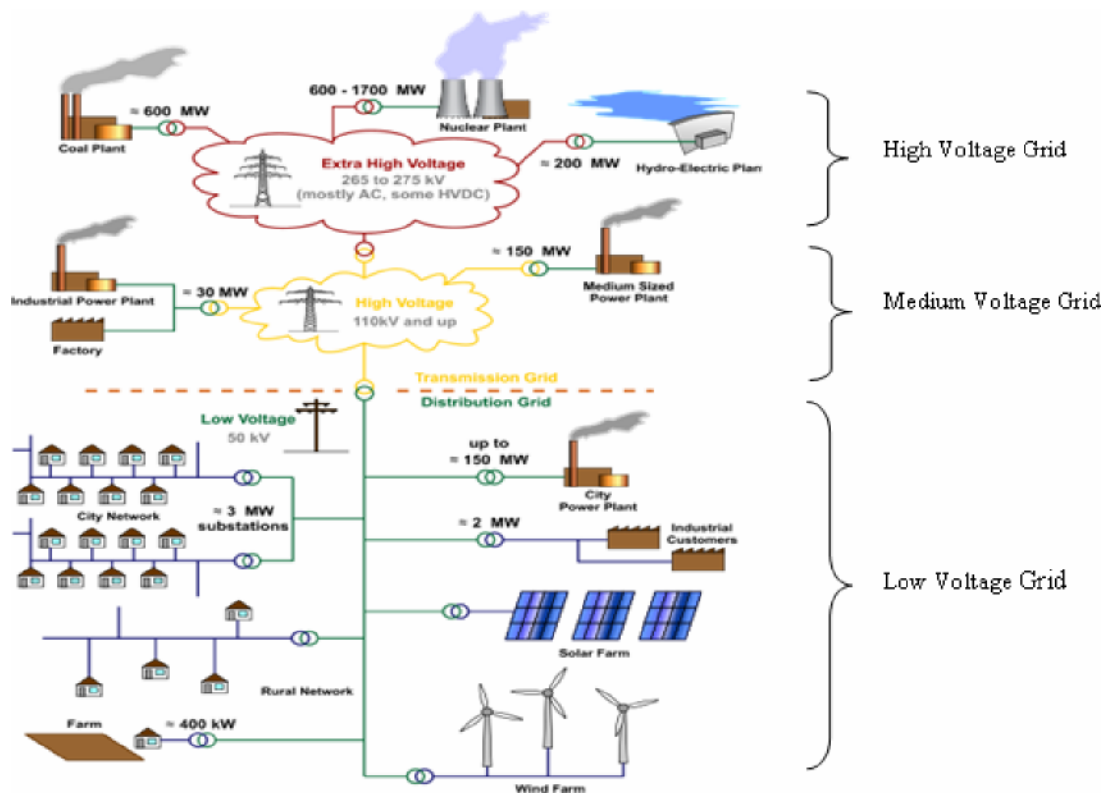 600 - 1700 MW
Nuclear Plant
≈ 600 MW
Coal Plant
≈ 200 MW
Hydro-Electric Plant
Extra High Voltage
265 to 275 kV
(mostly AC, some HVDC)
High Voltage Grid
≈ 150 MW
Medium Sized
Power Plant
Industrial Power Plant
≈ 30 MW
Factory
High Voltage
110kV and up
Medium Voltage Grid
Transmission Grid
Distribution Grid
Low Voltage
50 kV
up to
≈ 150 MW
City
Power Plant
City Network
≈ 3 MW
substations
≈ 2 MW
Industrial
Customers
Low Voltage Grid
Solar Farm
Rural Network
Farm
≈ 400 kW
Wind Farm